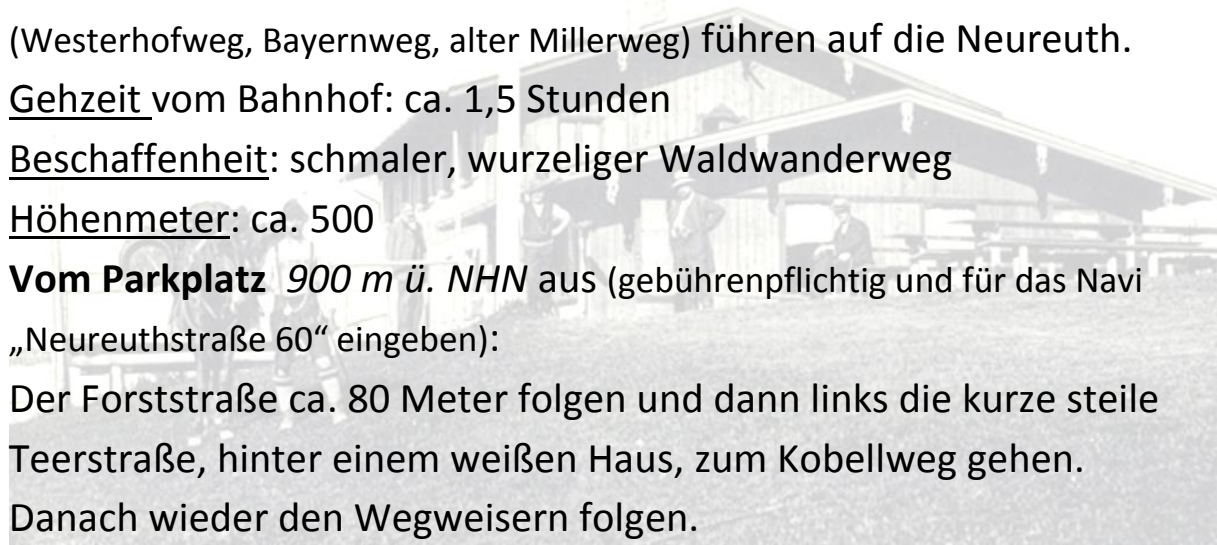 (Westerhofweg, Bayernweg, alter Millerweg) führen auf die Neureuth.
Gehzeit vom Bahnhof: ca. 1,5 Stunden
Beschaffenheit: schmaler, wurzeliger Waldwanderweg
Höhenmeter: ca. 500
Vom Parkplatz 900 m ü. NHN aus (gebührenpflichtig und für das Navi
„Neureuthstraße 60“ eingeben):
Der Forststraße ca. 80 Meter folgen und dann links die kurze steile
Teerstraße, hinter einem weißen Haus, zum Kobellweg gehen.
Danach wieder den Wegweisern folgen.